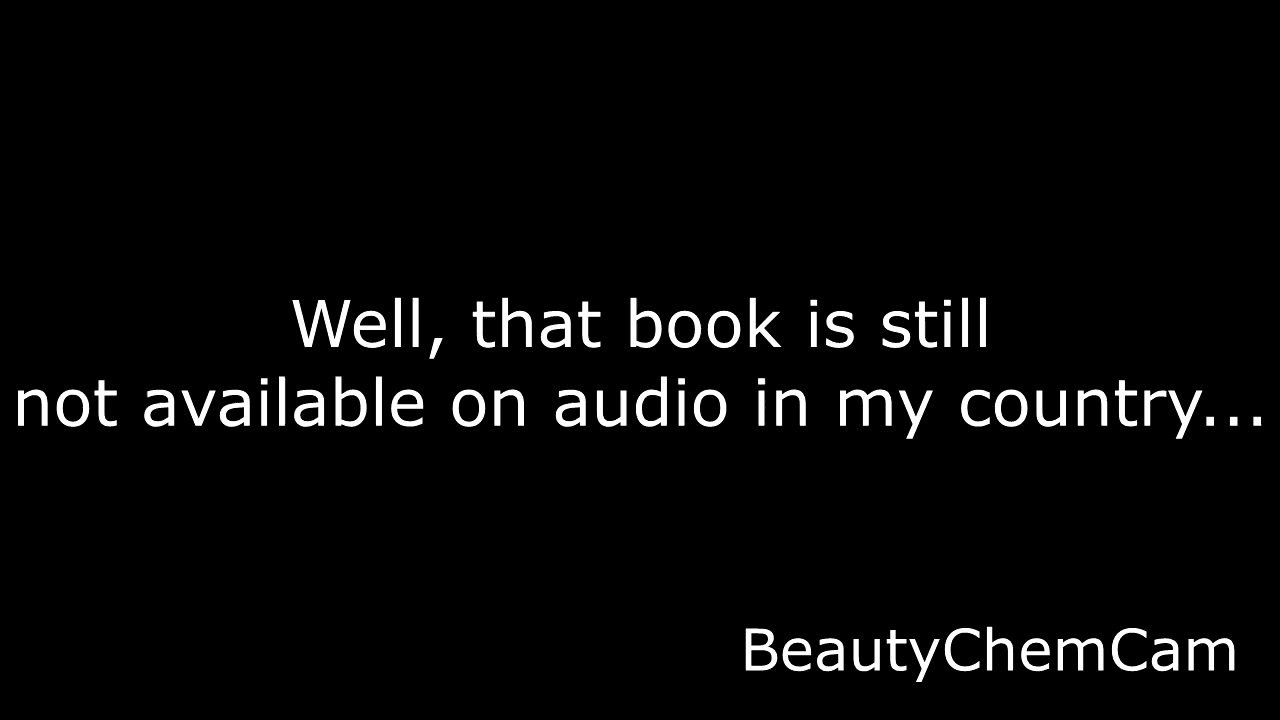 Well, that book is still
not available on audio in my country...
BeautyChemCam